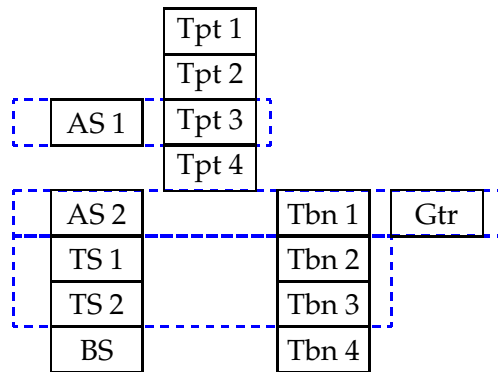 Tpt 1
Tpt 2
AS 1 Tpt 3
Tpt 4
AS 2 Tbn 1 Gtr
TS 1 Tbn 2
TS 2 Tbn 3
BS Tbn 4